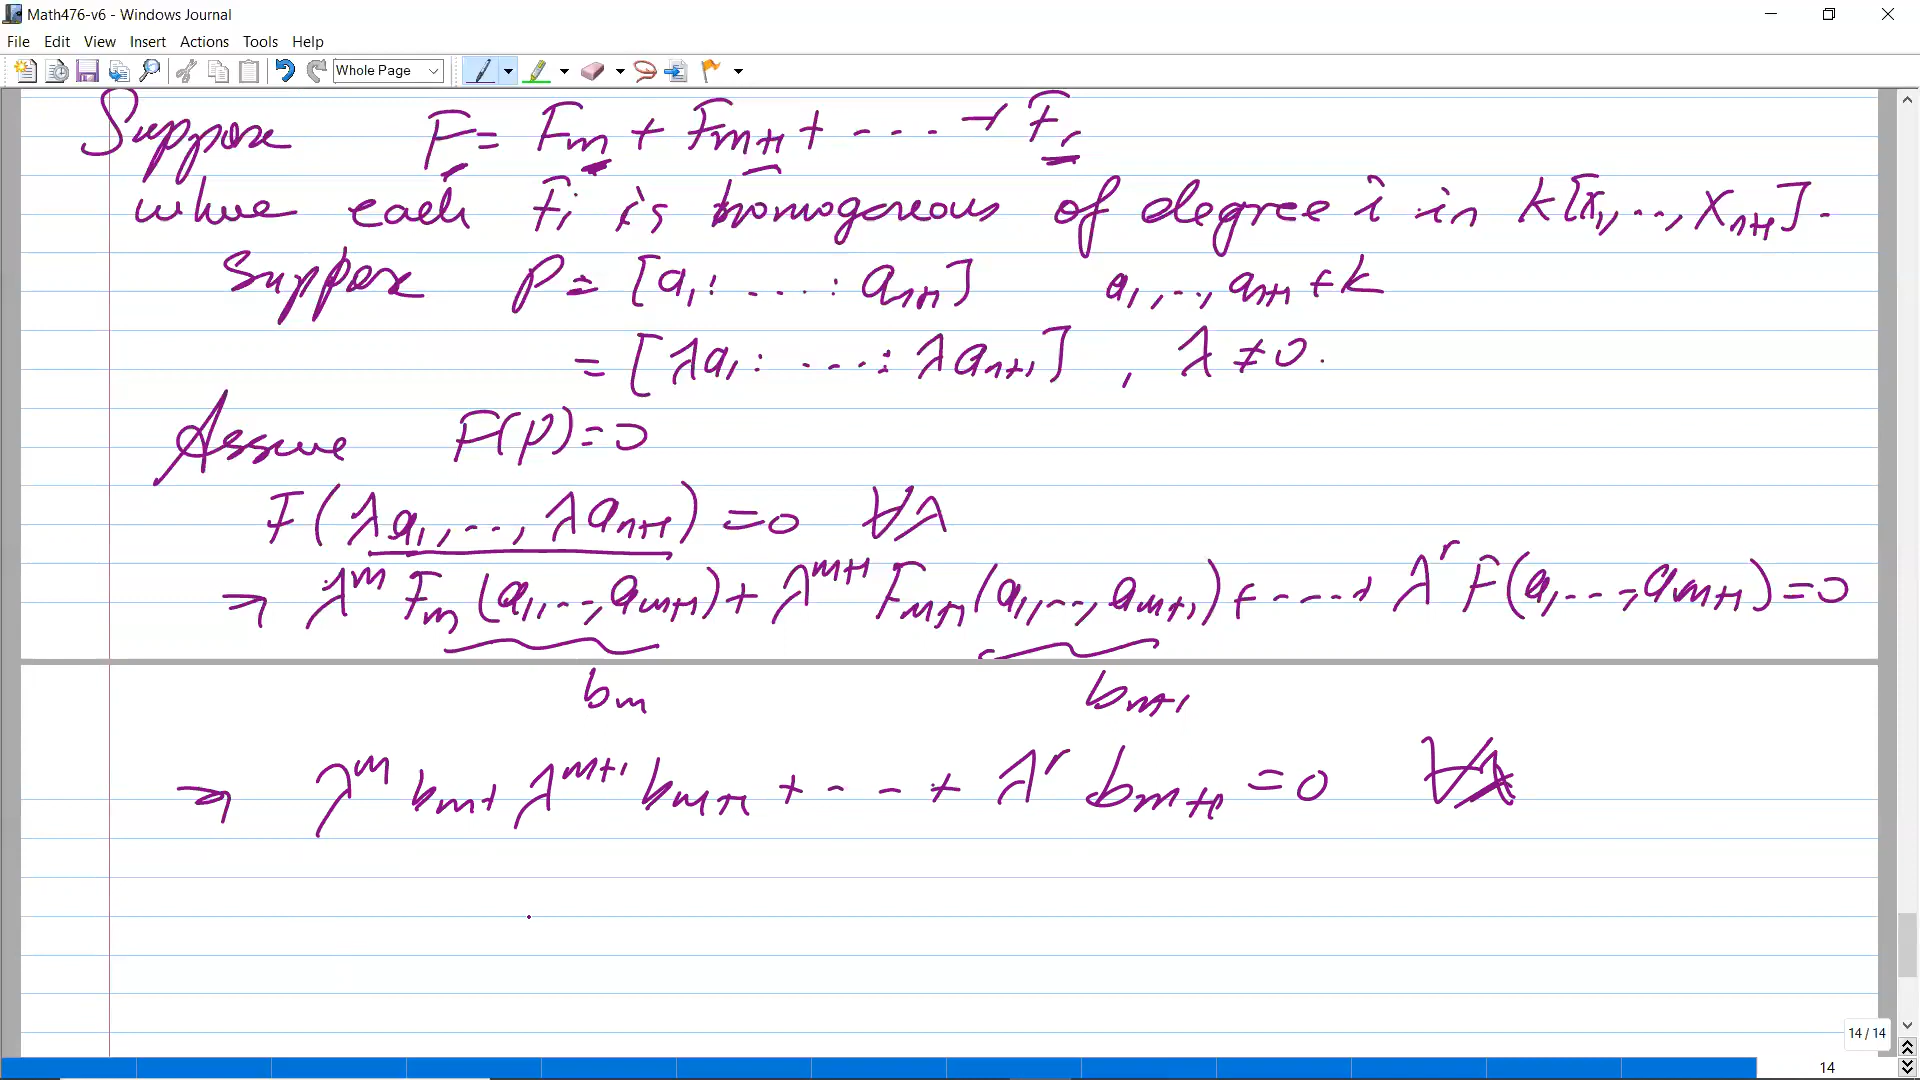 Math476-v6 - Windows Journal
File Edit View Insert Actions Tools Help
Whole Page
Suppose F = F_m + F_{m+1} + ---- + F_r
where each F_i is homogeneous of degree i in k[X_1, .., X_{n+1}].
Suppose P = [a_1 : .... : a_{n+1}] a_1, .., a_{n+1} ∈ k
= [λa_1 : ....: λa_{n+1}] , λ ≠ 0.
Assume F(P) = 0
F(λa_1, .., λa_{n+1}) = 0 ∀λ
⇒ λ^m F_m(a_1, .., a_{m+1}) + λ^{m+1} F_{m+1}(a_1, .., a_{m+1}) + ---- + λ^r F(a_1, .., a_{m+1}) = 0
b_m b_{m+1}
⇒ λ^m b_m + λ^{m+1} b_{m+1} + -- -- + λ^r b_{m+1} = 0 ∀λ
14 / 14
14